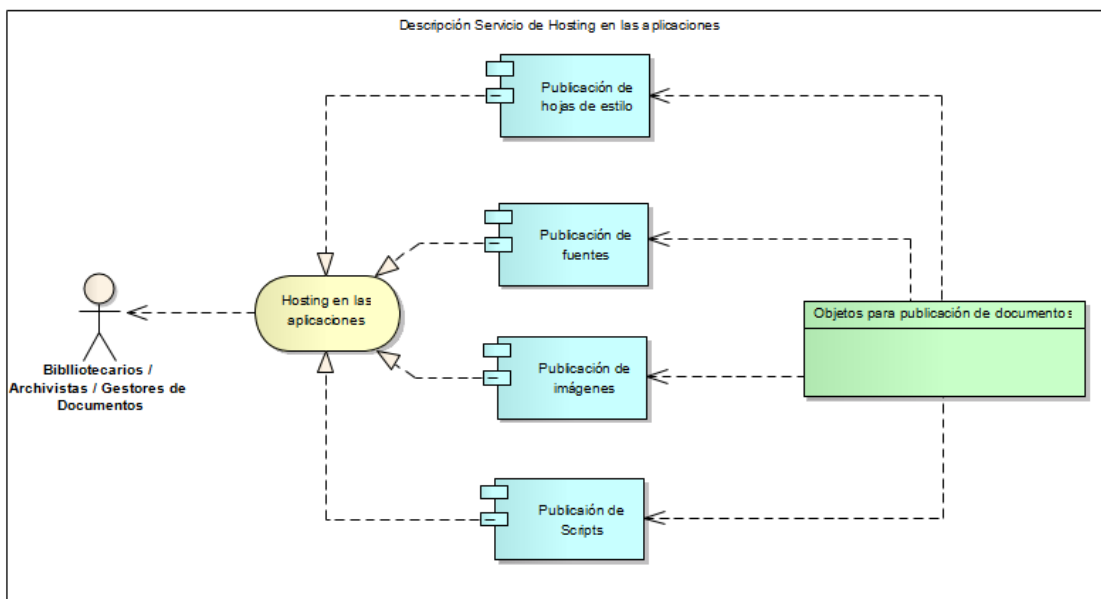 Descripción Servicio de Hosting en las aplicaciones
Publicación de
hojas de estilo
Publicación de
fuentes
Hosting en las
aplicaciones
Objetos para publicación de documentos
Publicación de
imágenes
Biblliotecarios /
Archivistas / Gestores de
Documentos
Publicaión de
Scripts